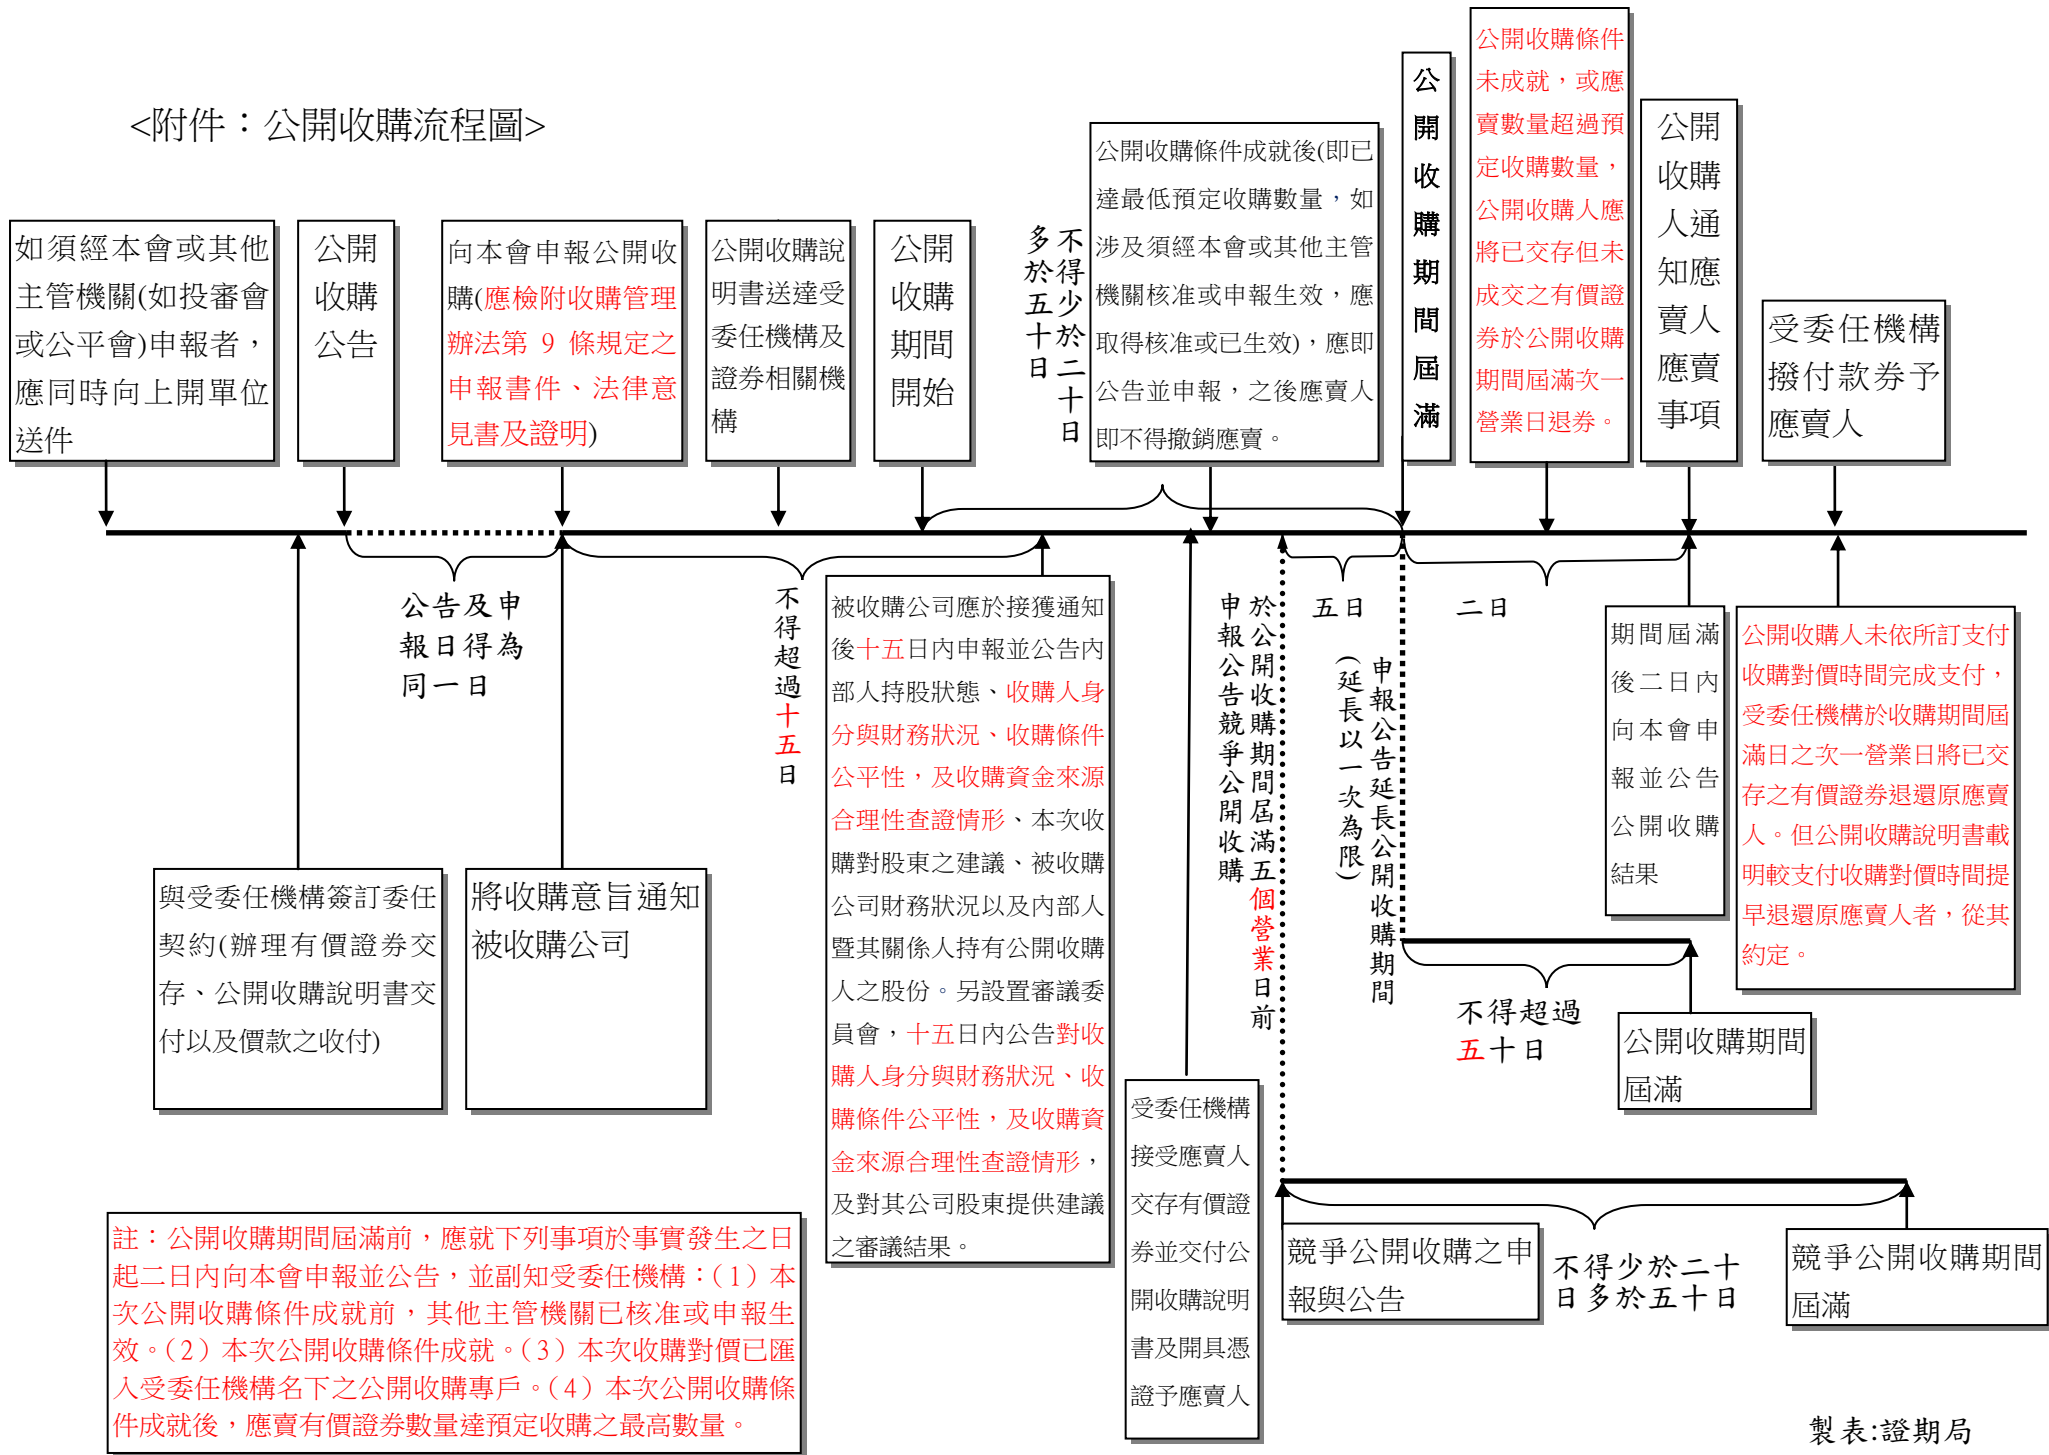 <附件：公開收購流程圖>
如須經本會或其他
主管機關(如投審會
或公平會)申報者，
應同時向上開單位
送件
公開
收購
公告
向本會申報公開收
購(應檢附收購管理
辦法第 9 條規定之
申報書件、法律意
見書及證明)
公開收購說
明書送達受
委任機構及
證券相關機
構
公開
收購
期間
開始
不得少於二十日
多於五十日
公開收購條件成就後(即已
達最低預定收購數量，如
涉及須經本會或其他主管
機關核准或申報生效，應
取得核准或已生效)，應即
公告並申報，之後應賣人
即不得撤銷應賣。
公開收購期間屆滿
公開收購條件
未成就，或應
賣數量超過預
定收購數量，
公開收購人應
將已交存但未
成交之有價證
券於公開收購
期間屆滿次一
營業日退券。
公開
收購
人通
知應
賣人
應賣
事項
受委任機構
撥付款券予
應賣人
與受委任機構簽訂委任
契約(辦理有價證券交
存、公開收購說明書交
付以及價款之收付)
公告及申
報日得為
同一日
將收購意旨通知
被收購公司
不得超過十五日
被收購公司應於接獲通知
後十五日內申報並公告內
部人持股狀態、收購人身
分與財務狀況、收購條件
公平性，及收購資金來源
合理性查證情形、本次收
購對股東之建議、被收購
公司財務狀況以及內部人
暨其關係人持有公開收購
人之股份。另設置審議委
員會，十五日內公告對收
購人身分與財務狀況、收
購條件公平性，及收購資
金來源合理性查證情形，
及對其公司股東提供建議
之審議結果。
受委任機構
接受應賣人
交存有價證
券並交付公
開收購說明
書及開具憑
證予應賣人
於公開收購期間屆滿五個營業日前
申報公告競爭公開收購
五日
申報公告延長公開收購期間
(延長以一次為限)
二日
期間屆滿
後二日內
向本會申
報並公告
公開收購
結果
公開收購人未依所訂支付
收購對價時間完成支付，
受委任機構於收購期間屆
滿日之次一營業日將已交
存之有價證券退還原應賣
人。但公開收購說明書載
明較支付收購對價時間提
早退還原應賣人者，從其
約定。
不得超過
五十日
公開收購期間
屆滿
競爭公開收購之申
報與公告
不得少於二十
日多於五十日
競爭公開收購期間
屆滿
註：公開收購期間屆滿前，應就下列事項於事實發生之日
起二日內向本會申報並公告，並副知受委任機構：（1）本
次公開收購條件成就前，其他主管機關已核准或申報生
效。（2）本次公開收購條件成就。（3）本次收購對價已匯
入受委任機構名下之公開收購專戶。（4）本次公開收購條
件成就後，應賣有價證券數量達預定收購之最高數量。
製表:證期局